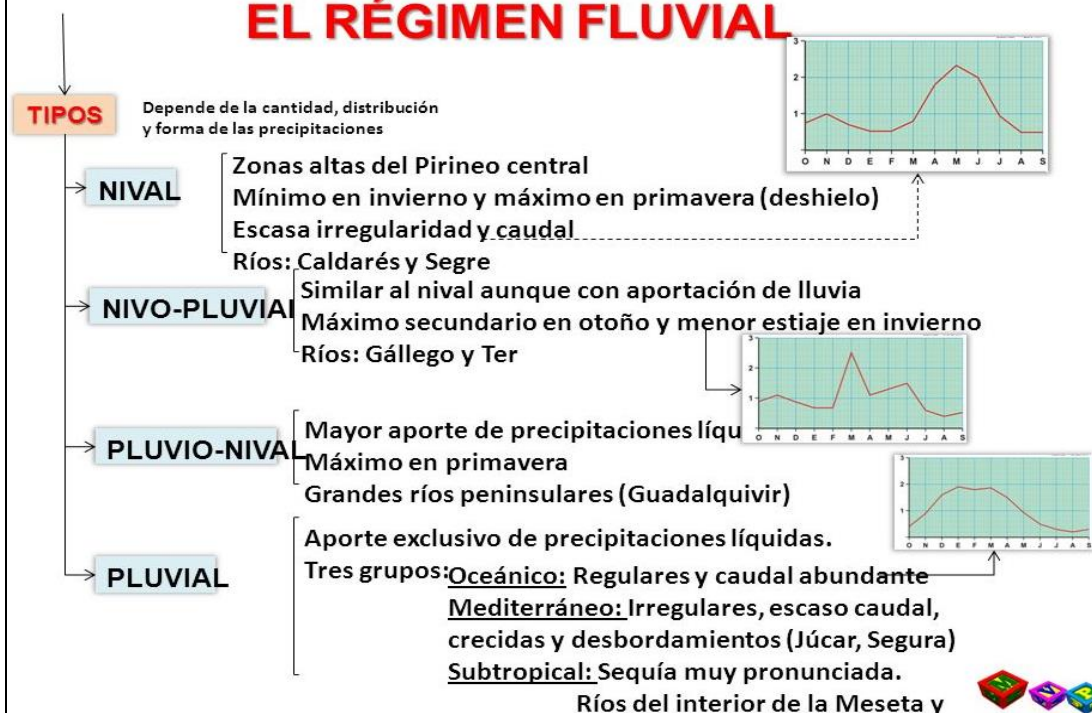 EL RÉGIMEN FLUVIAL
TIPOS
Depende de la cantidad, distribución
y forma de las precipitaciones
3
2
1
O N D E F M A M J J A S
NIVAL
Zonas altas del Pirineo central
Mínimo en invierno y máximo en primavera (deshielo)
Escasa irregularidad y caudal
Ríos: Caldarés y Segre
NIVO-PLUVIAL
Similar al nival aunque con aportación de lluvia
Máximo secundario en otoño y menor estiaje en invierno
Ríos: Gállego y Ter
3
2
1
O N D E F M A M J J A S
PLUVIO-NIVAL
Mayor aporte de precipitaciones líqu
Máximo en primavera
Grandes ríos peninsulares (Guadalquivir)
3
2
1
O N D E F M A M J J A S
PLUVIAL
Aporte exclusivo de precipitaciones líquidas.
Tres grupos: Oceánico: Regulares y caudal abundante
Mediterráneo: Irregulares, escaso caudal,
crecidas y desbordamientos (Júcar, Segura)
Subtropical: Sequía muy pronunciada.
Ríos del interior de la Meseta y
M V P